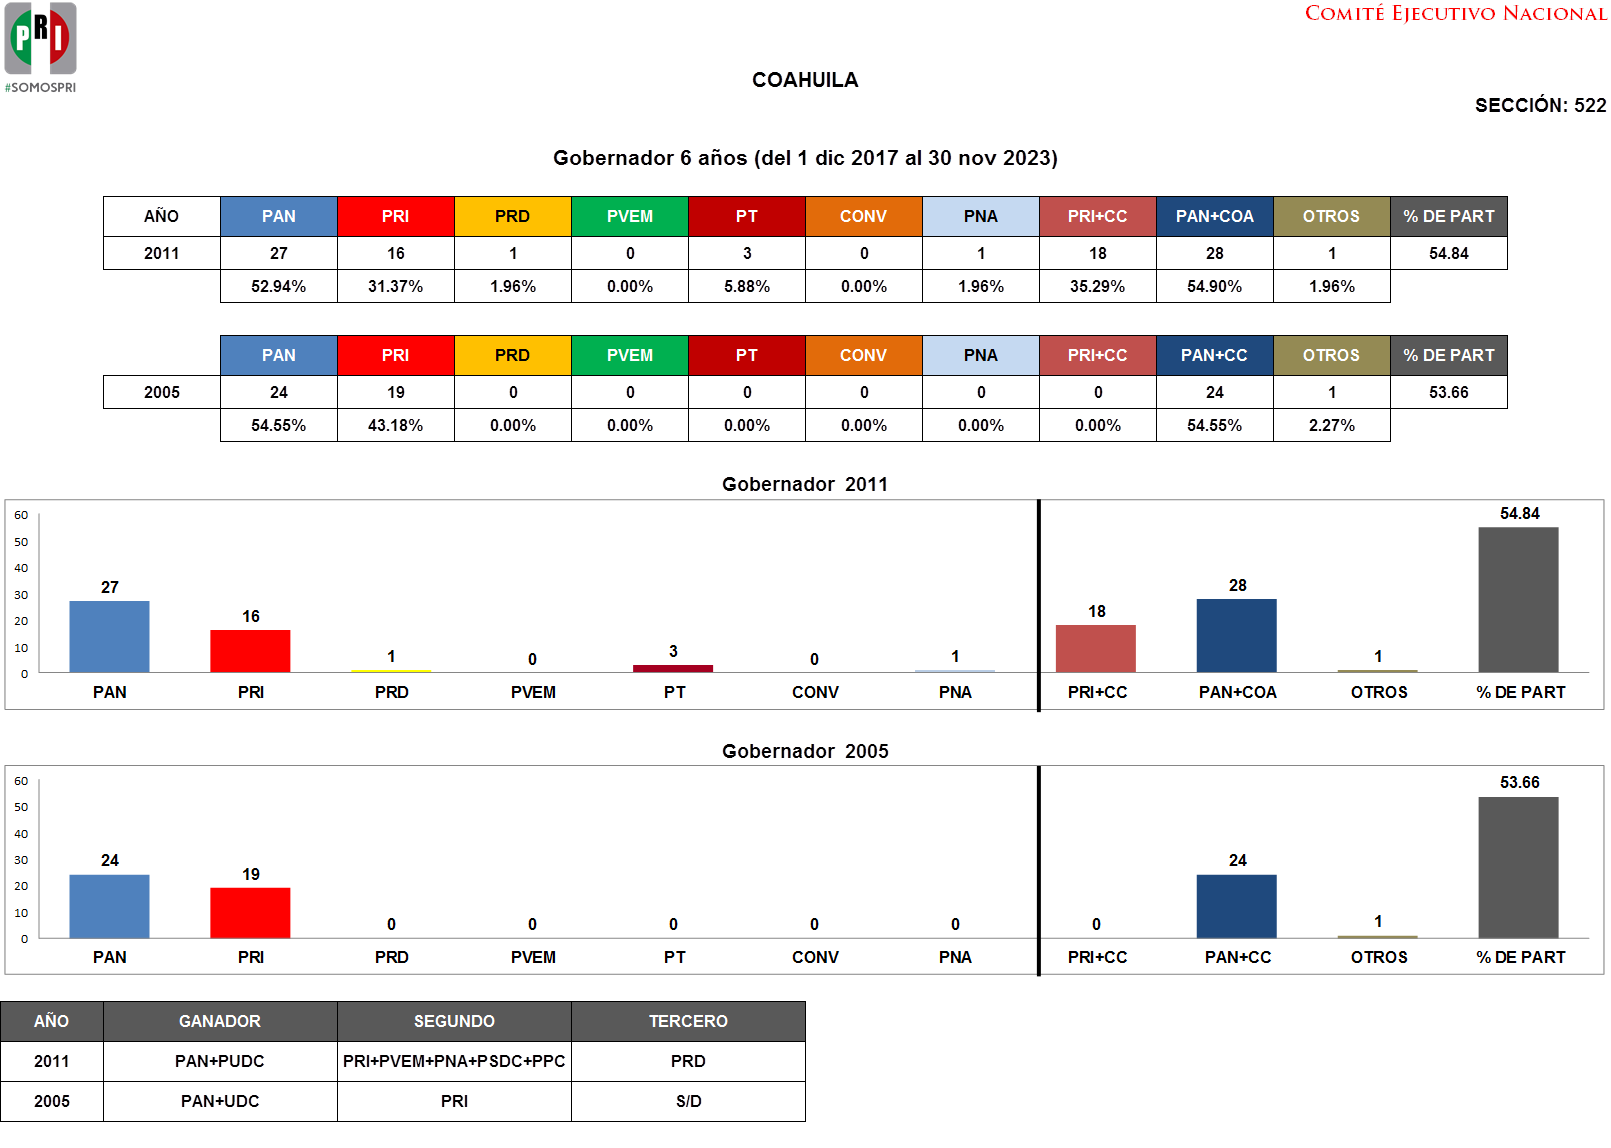 PRI
#SOMOSPRI
COMITÉ EJECUTIVO NACIONAL
COAHUILA
SECCIÓN: 522
Gobernador 6 años (del 1 dic 2017 al 30 nov 2023)
AÑO PAN PRI PRD PVEM PT CONV PNA PRI+CC PAN+COA OTROS % DE PART
2011 27 16 1 0 3 0 1 18 28 1 54.84
52.94% 31.37% 1.96% 0.00% 5.88% 0.00% 1.96% 35.29% 54.90% 1.96%
PAN PRI PRD PVEM PT CONV PNA PRI+CC PAN+CC OTROS % DE PART
2005 24 19 0 0 0 0 0 0 24 1 53.66
54.55% 43.18% 0.00% 0.00% 0.00% 0.00% 0.00% 0.00% 54.55% 2.27%
Gobernador 2011
60
50
40
30
20
10
0
27 16 1 0 3 0 1 18 28 1 54.84
PAN PRI PRD PVEM PT CONV PNA PRI+CC PAN+COA OTROS % DE PART
Gobernador 2005
60
50
40
30
20
10
0
24 19 0 0 0 0 0 0 24 1 53.66
PAN PRI PRD PVEM PT CONV PNA PRI+CC PAN+CC OTROS % DE PART
AÑO GANADOR SEGUNDO TERCERO
2011 PAN+PUDC PRI+PVEM+PNA+PSDC+PPC PRD
2005 PAN+UDC PRI S/D